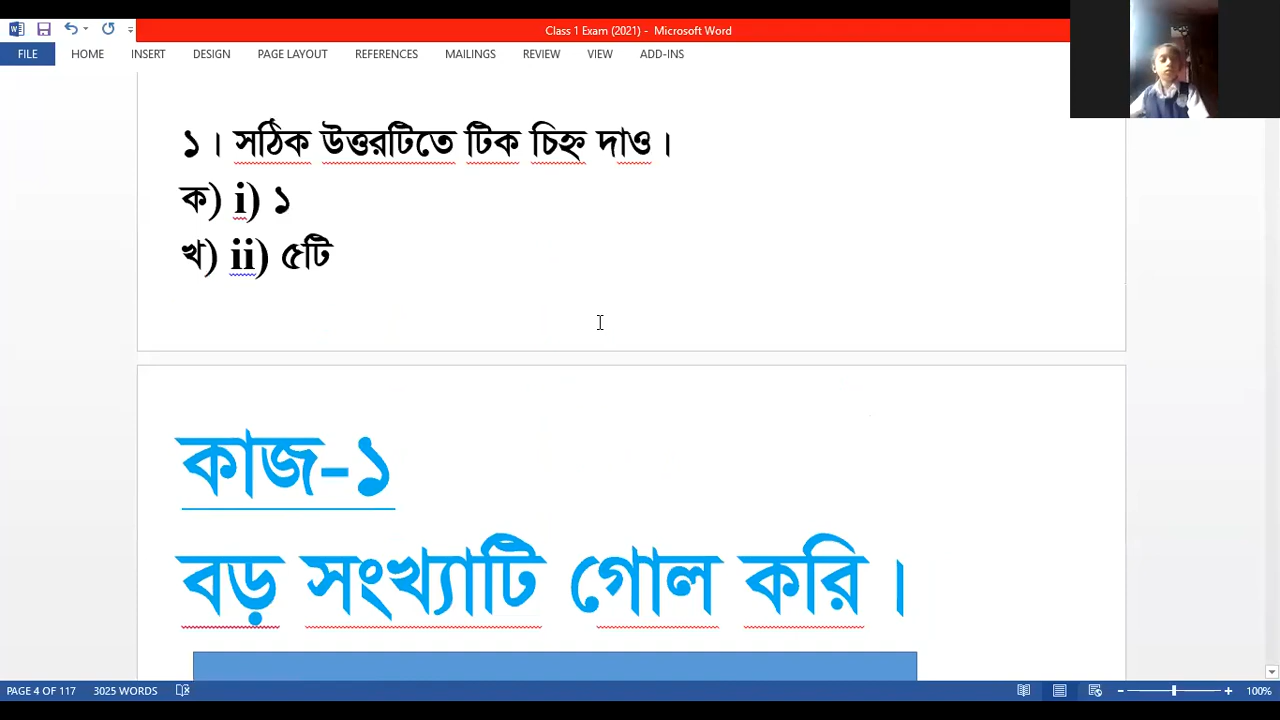 Class 1 Exam (2021) - Microsoft Word
FILE HOME INSERT DESIGN PAGE LAYOUT REFERENCES MAILINGS REVIEW VIEW ADD-INS
১। সঠিক উত্তরটিতে টিক চিহ্ন দাও।
ক) i) ১
খ) ii) ৫টি
কাজ-১
বড় সংখ্যাটি গোল করি।
PAGE 4 OF 117 3025 WORDS 100%